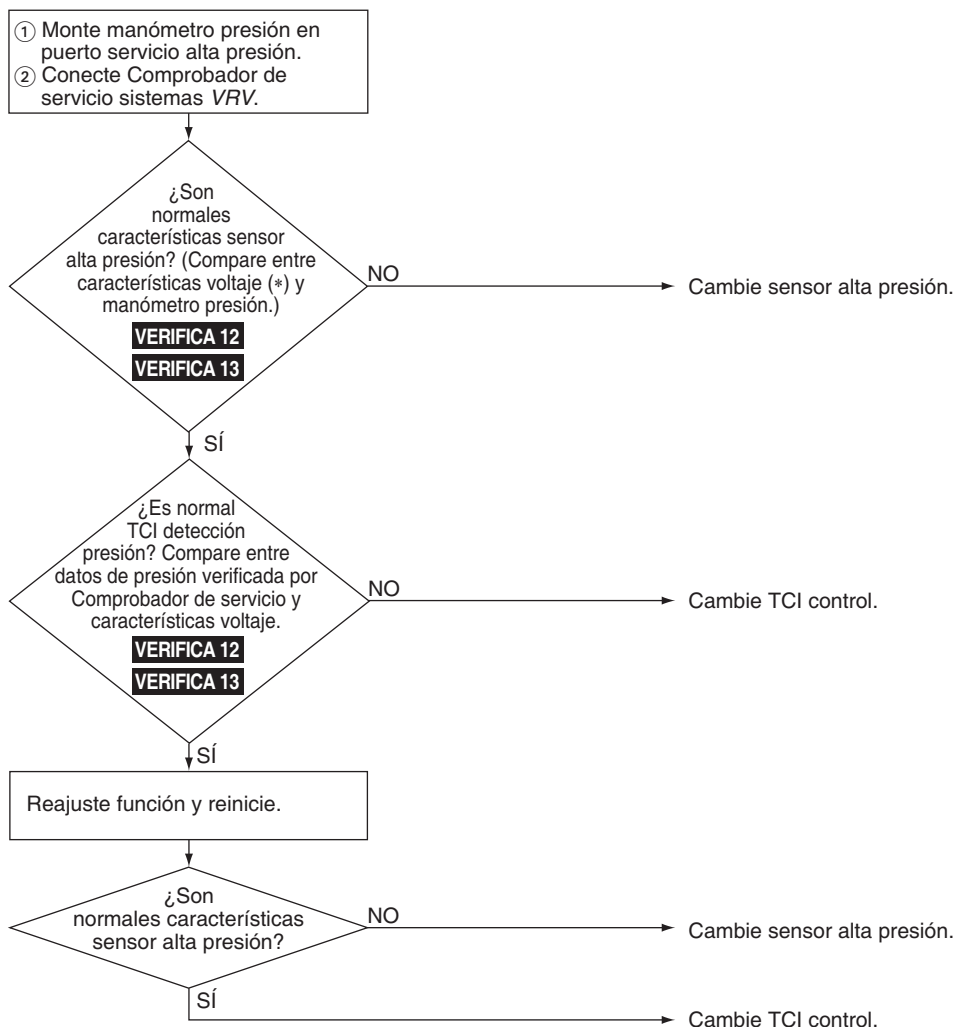 ① Monte manómetro presión en
puerto servicio alta presión.
② Conecte Comprobador de
servicio sistemas VRV.
¿Son
normales
características sensor
alta presión? (Compare entre
características voltaje (*) y
manómetro presión.)
VERIFICA 12
VERIFICA 13
NO
Cambie sensor alta presión.
SÍ
¿Es normal
TCI detección
presión? Compare entre
datos de presión verificada por
Comprobador de servicio y
características voltaje.
VERIFICA 12
VERIFICA 13
NO
Cambie TCI control.
SÍ
Reajuste función y reinicie.
¿Son
normales características
sensor alta presión?
NO
Cambie sensor alta presión.
SÍ
Cambie TCI control.